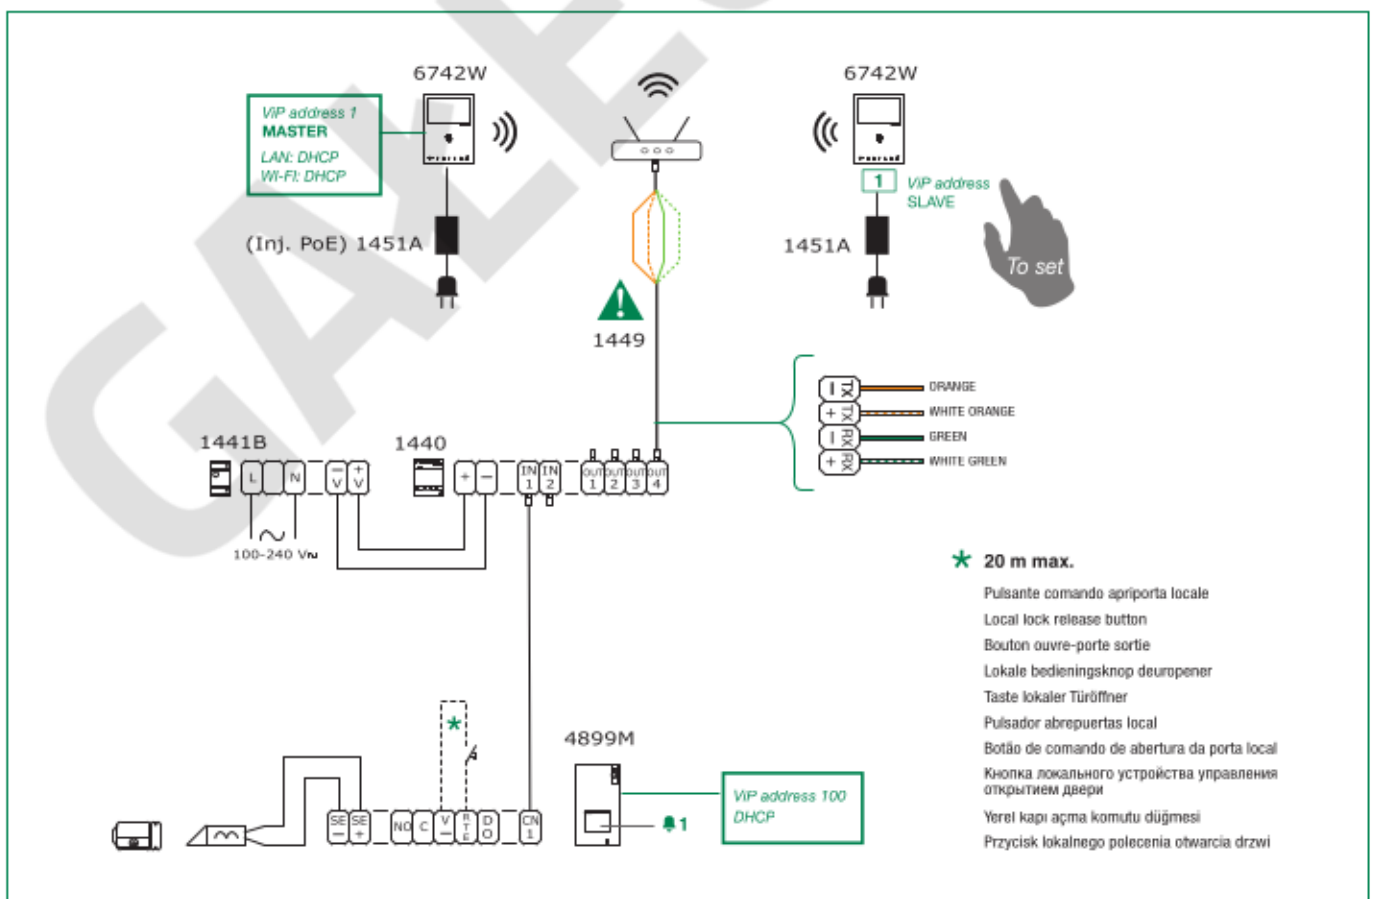 6742W
6742W
ViP address 1
MASTER
LAN: DHCP
WI-FI: DHCP
1
ViP address
SLAVE
(Inj. PoE) 1451A
1451A
To set
1449
TX −
ORANGE
TX +
WHITE ORANGE
RX −
GREEN
RX +
WHITE GREEN
1441B
1440
L
N
− V
+ V
+
−
IN 1
IN 2
OUT 1
OUT 2
OUT 3
OUT 4
100-240 V~
* 20 m max.
Pulsante comando apriporta locale
Local lock release button
Bouton ouvre-porte sortie
Lokale bedieningsknop deuropener
Taste lokaler Türöffner
Pulsador abrepuertas local
Botão de comando de abertura da porta local
Кнопка локального устройства управления
открытием двери
Yerel kapı açma komutu düğmesi
Przycisk lokalnego polecenia otwarcia drzwi
*
4899M
ViP address 100
DHCP
1
SE −
SE +
NO
C
V −
RTE
DO
CN 1